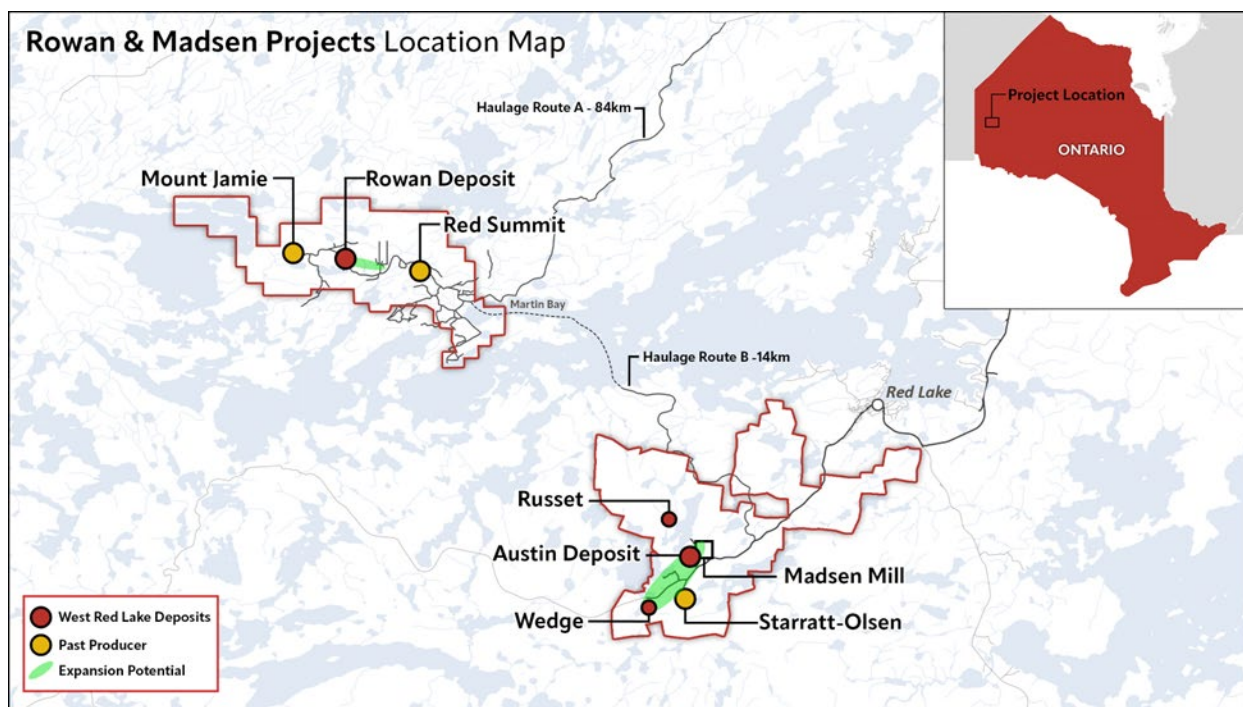 Rowan & Madsen Projects Location Map
Project Location
ONTARIO
Haulage Route A - 84km
Mount Jamie
Rowan Deposit
Red Summit
Martin Bay
Haulage Route B -14km
Red Lake
Russet
Austin Deposit
Madsen Mill
Wedge
Starratt-Olsen
West Red Lake Deposits
Past Producer
Expansion Potential